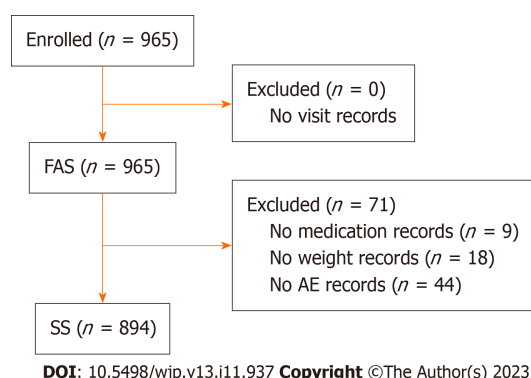 Enrolled (n = 965)
Excluded (n = 0)
No visit records
FAS (n = 965)
Excluded (n = 71)
No medication records (n = 9)
No weight records (n = 18)
No AE records (n = 44)
SS (n = 894)
DOI: 10.5498/wjp.v13.i11.937 Copyright ©The Author(s) 2023